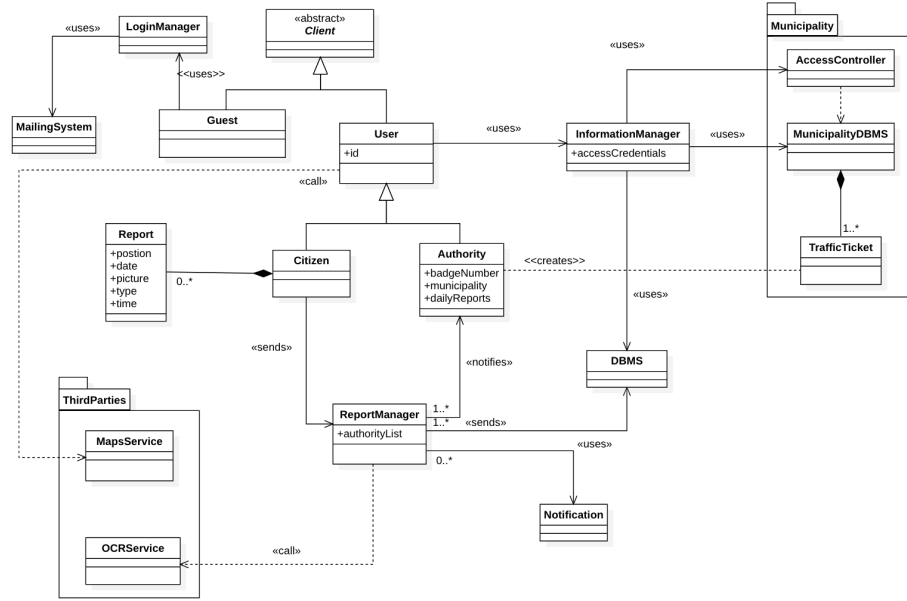 «abstract»
Client
LoginManager
«uses»
<<uses>>
MailingSystem
Guest
User
+id
«uses»
InformationManager
+accessCredentials
«uses»
«uses»
Municipality
AccessController
MunicipalityDBMS
1..*
TrafficTicket
«call»
Report
+postion
+date
+picture
+type
+time
0..*
Citizen
Authority
+badgeNumber
+municipality
+dailyReports
<<creates>>
«uses»
«sends»
«notifies»
DBMS
ThirdParties
MapsService
OCRService
ReportManager
+authorityList
1..*
1..*
«sends»
0..*
«uses»
Notification
«call»